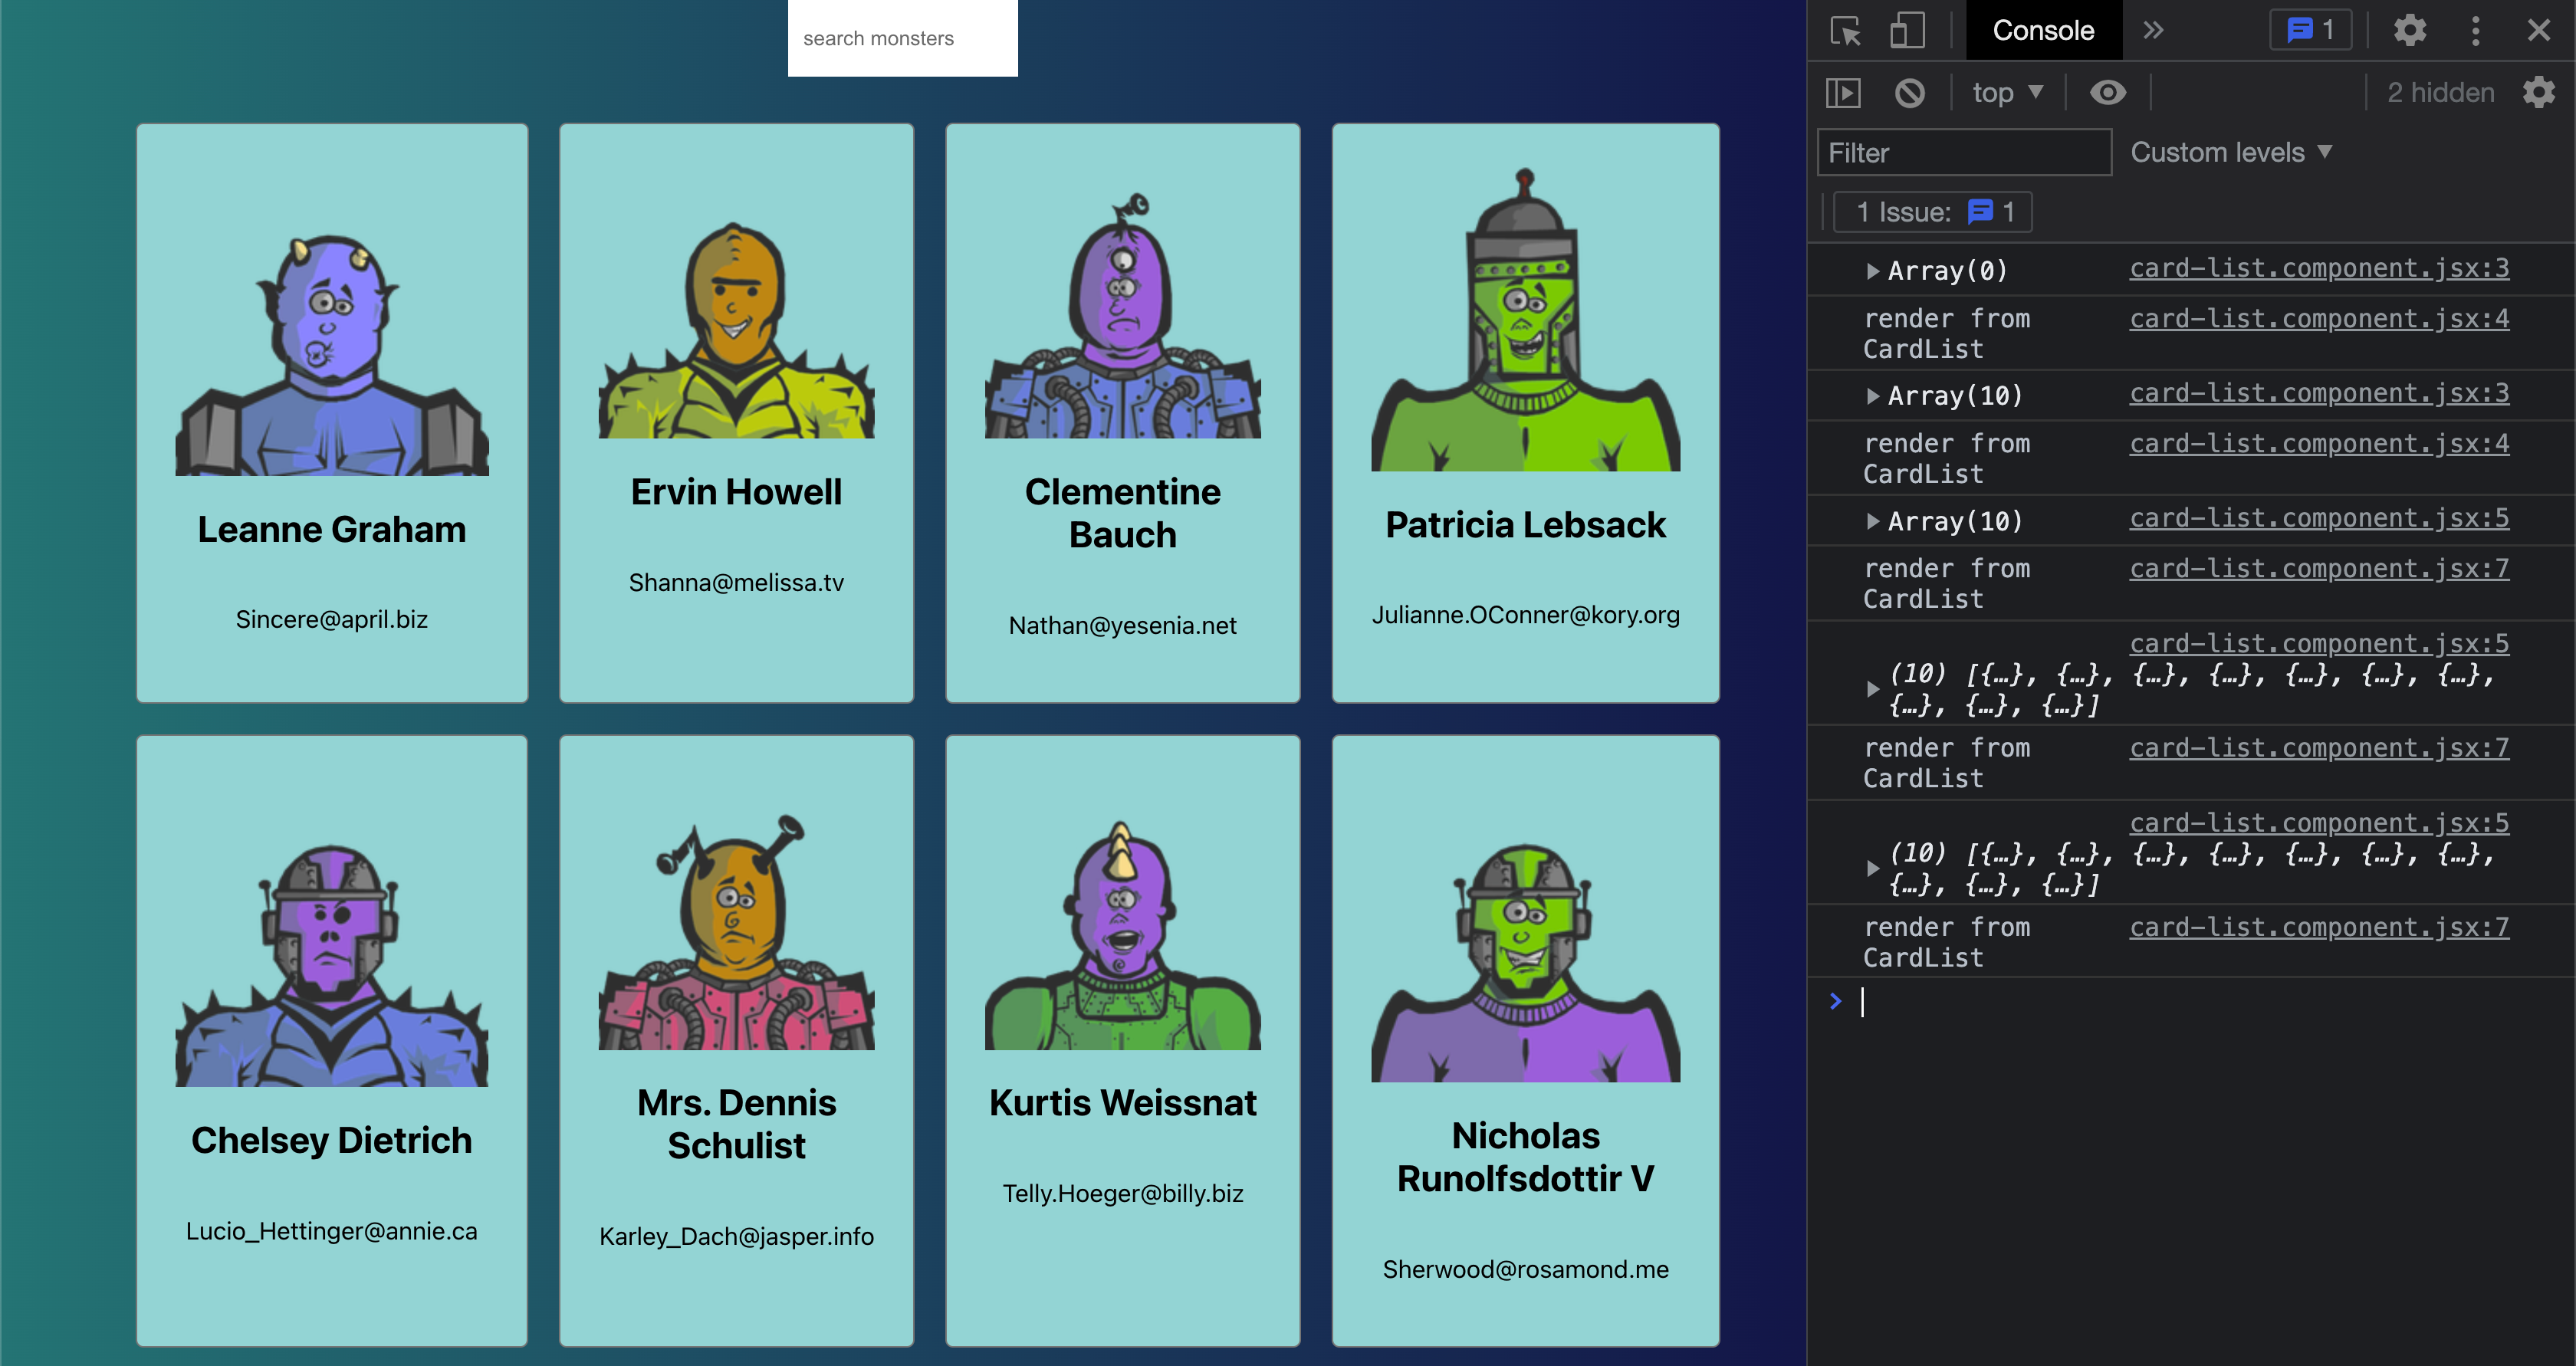 search monsters
Leanne Graham
Sincere@april.biz
Ervin Howell
Shanna@melissa.tv
Clementine
Bauch
Nathan@yesenia.net
Patricia Lebsack
Julianne.OConner@kory.org
Chelsey Dietrich
Lucio_Hettinger@annie.ca
Mrs. Dennis
Schulist
Karley_Dach@jasper.info
Kurtis Weissnat
Telly.Hoeger@billy.biz
Nicholas
Runolfsdottir V
Sherwood@rosamond.me
Console » 1
top ▼ 2 hidden
Filter Custom levels ▼
1 Issue: 1
▶ Array(0) card-list.component.jsx:3
render from card-list.component.jsx:4
CardList
▶ Array(10) card-list.component.jsx:3
render from card-list.component.jsx:4
CardList
▶ Array(10) card-list.component.jsx:5
render from card-list.component.jsx:7
CardList
card-list.component.jsx:5
▶ (10) [{…}, {…}, {…}, {…}, {…}, {…}, {…},
{…}, {…}, {…}]
render from card-list.component.jsx:7
CardList
card-list.component.jsx:5
▶ (10) [{…}, {…}, {…}, {…}, {…}, {…}, {…},
{…}, {…}, {…}]
render from card-list.component.jsx:7
CardList
>